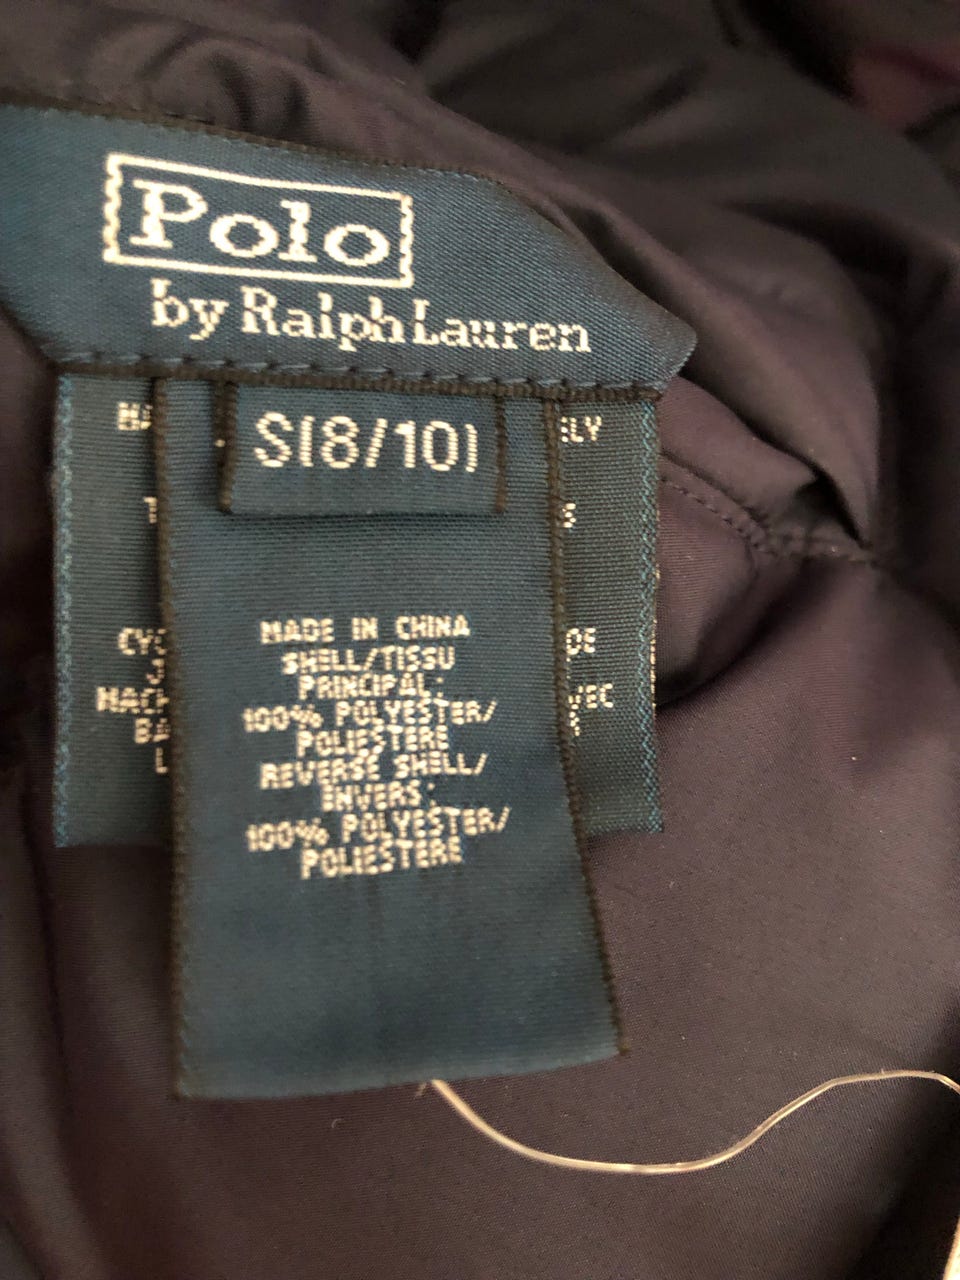 Polo
by Ralph Lauren
S(8/10)
MADE IN CHINA
SHELL/TISSU
PRINCIPAL:
100% POLYESTER/
POLIESTERE
REVERSE SHELL/
ENVERS:
100% POLYESTER/
POLIESTERE